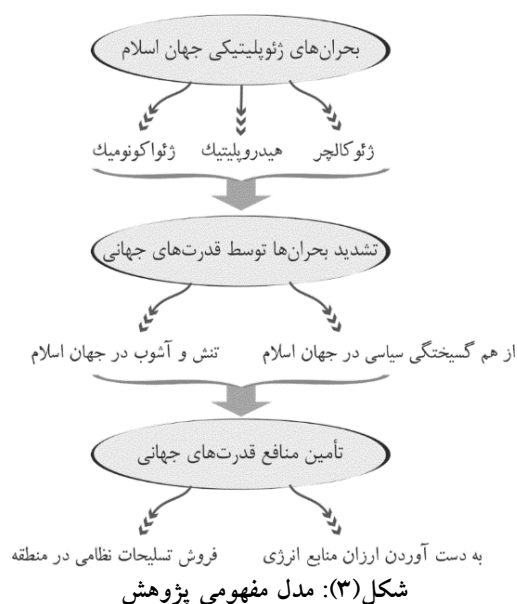 بحران‌های ژئوپلیتیکی جهان اسلام
ژئوکالچر هیدروپلیتیك ژئواکونومیك
تشدید بحران‌ها توسط قدرت‌های جهانی
از هم گسیختگی سیاسی در جهان اسلام تنش و آشوب در جهان اسلام
تأمین منافع قدرت‌های جهانی
به دست آوردن ارزان منابع انرژی فروش تسلیحات نظامی در منطقه
شکل(۳): مدل مفهومی پژوهش